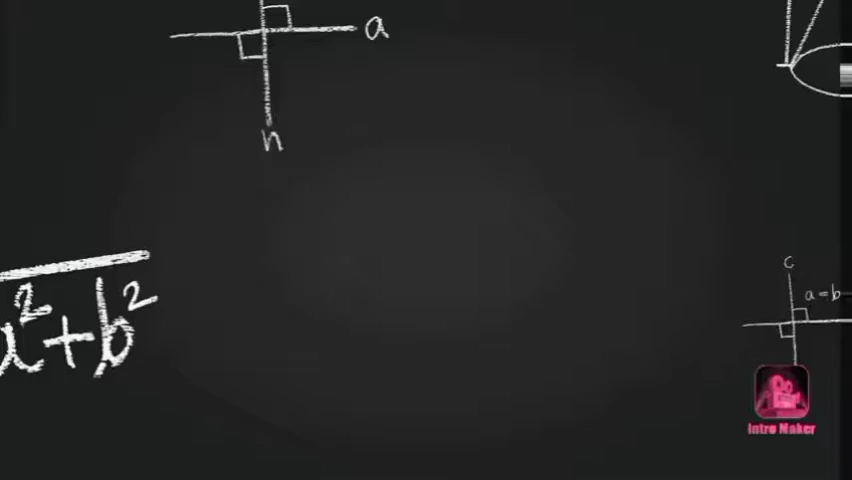 a
n
c
a=b
a²+b²
Intro Maker